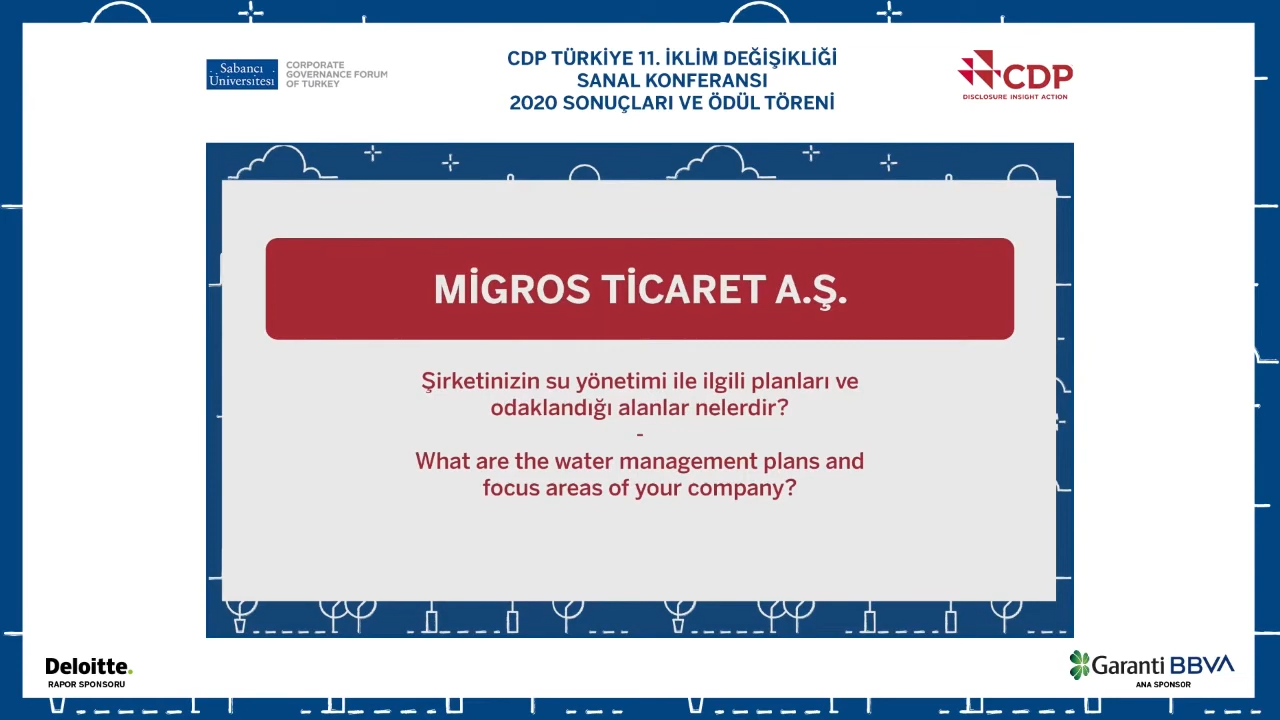 Sabancı
Üniversitesi
CORPORATE
GOVERNANCE FORUM
OF TURKEY
CDP TÜRKİYE 11. İKLİM DEĞİŞİKLİĞİ
SANAL KONFERANSI
2020 SONUÇLARI VE ÖDÜL TÖRENİ
CDP
DISCLOSURE INSIGHT ACTION
MİGROS TİCARET A.Ş.
Şirketinizin su yönetimi ile ilgili planları ve
odaklandığı alanlar nelerdir?
-
What are the water management plans and
focus areas of your company?
Deloitte.
RAPOR SPONSORU
Garanti BBVA
ANA SPONSOR